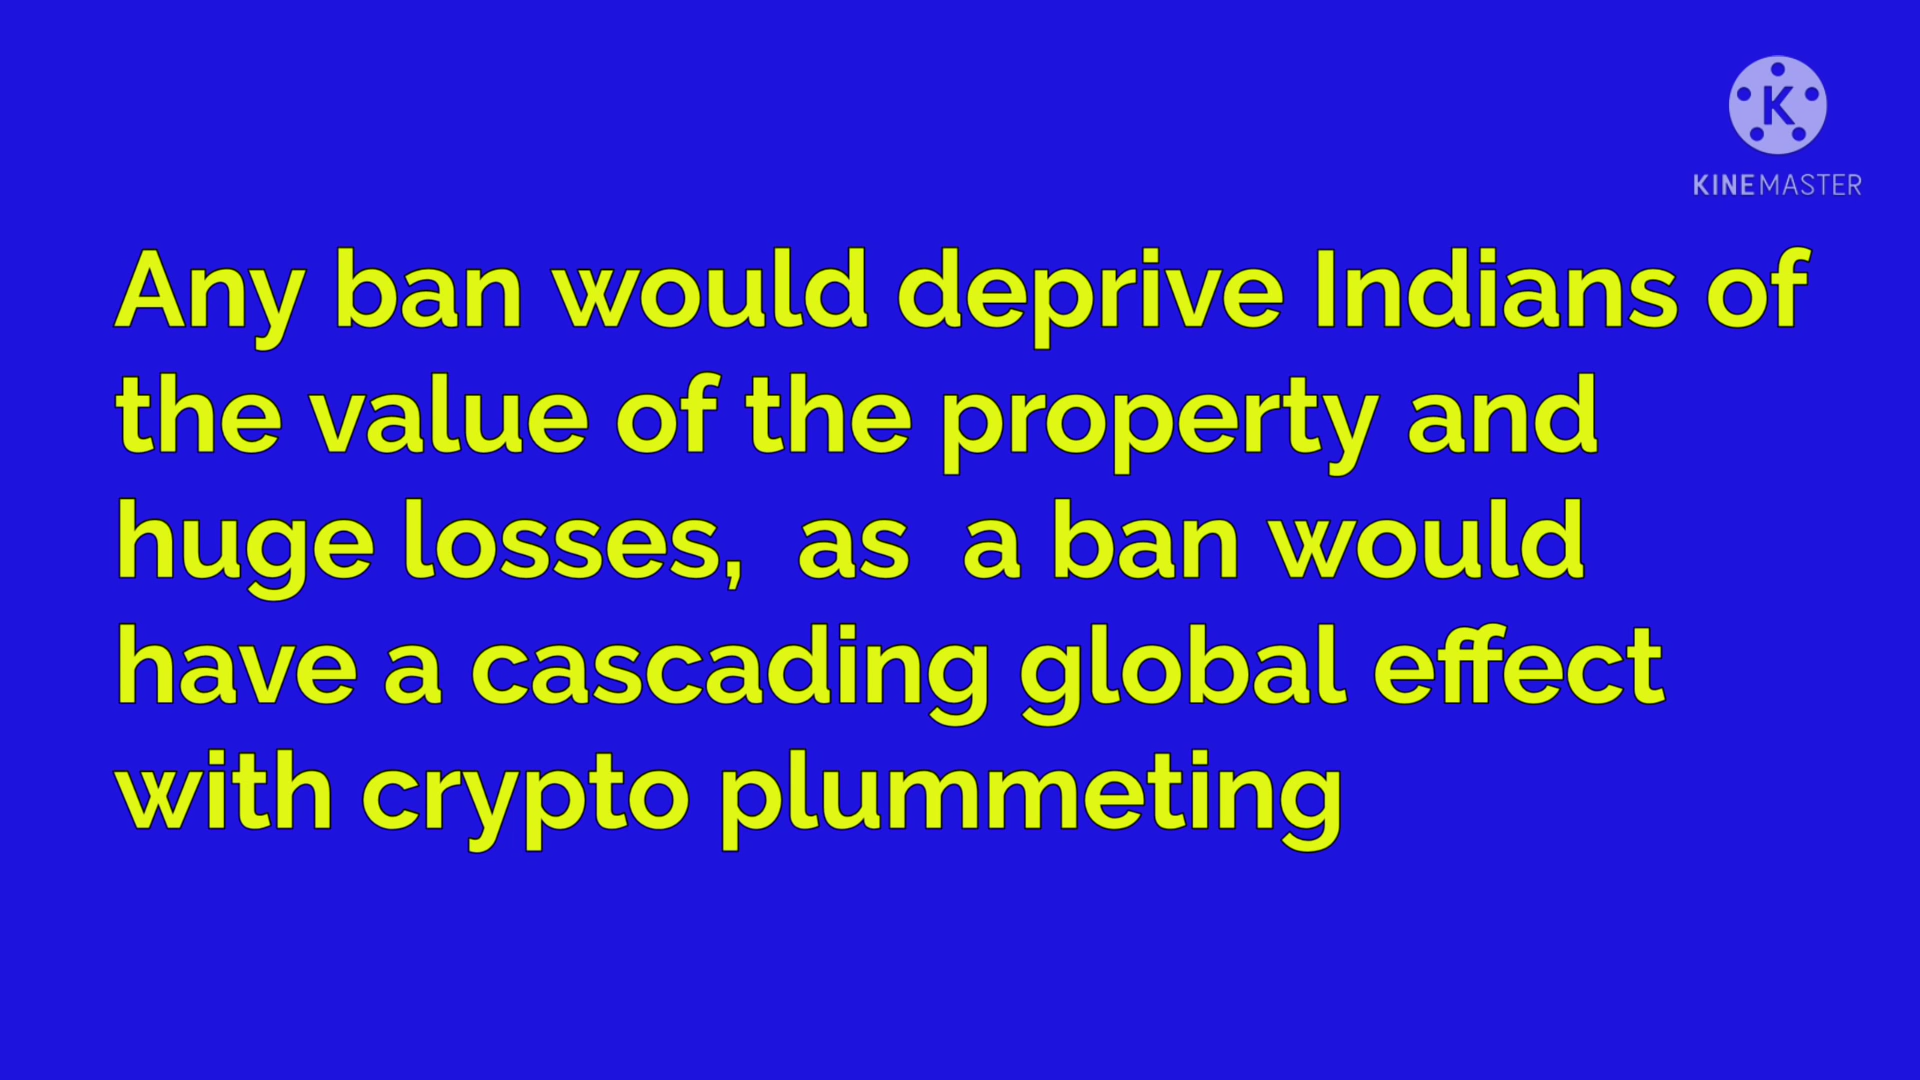 K
KINEMASTER
Any ban would deprive Indians of
the value of the property and
huge losses,  as  a ban would
have a cascading global effect
with crypto plummeting